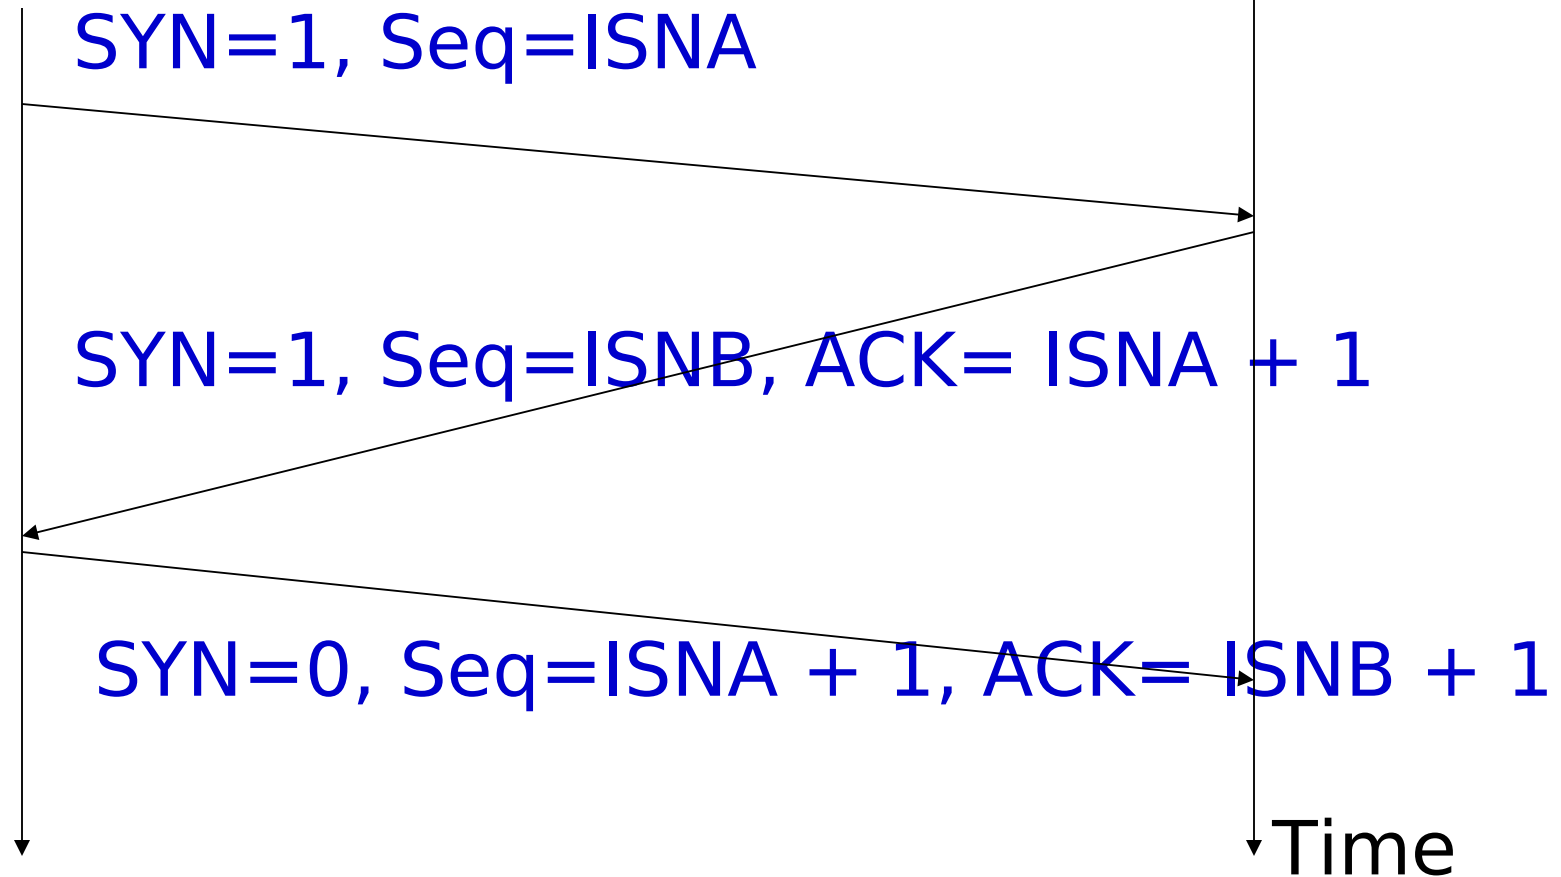 SYN=1, Seq=ISNA
SYN=1, Seq=ISNB, ACK= ISNA + 1
SYN=0, Seq=ISNA + 1, ACK= ISNB + 1
Time